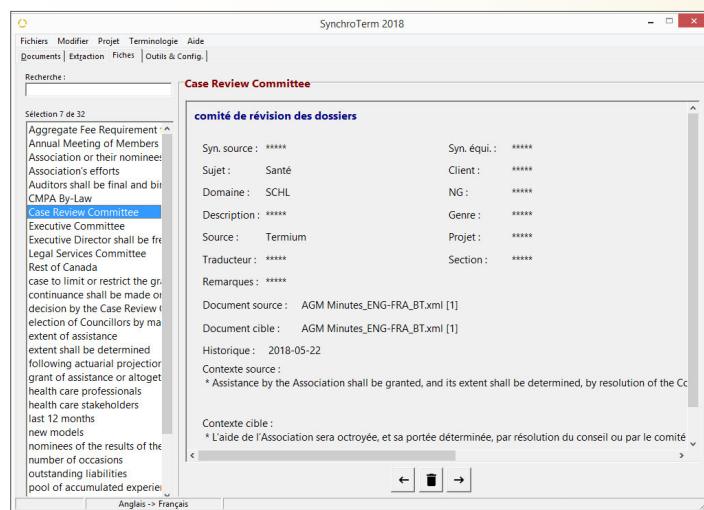 SynchroTerm 2018
Fichiers Modifier Projet Terminologie Aide
Documents Extraction Fiches Outils & Config.
Recherche :
Sélection 7 de 32
Aggregate Fee Requirement
Annual Meeting of Members
Association or their nominees
Association's efforts
Auditors shall be final and bin
CMPA By-Law
Case Review Committee
Executive Committee
Executive Director shall be fre
Legal Services Committee
Rest of Canada
case to limit or restrict the gra
continuance shall be made or
decision by the Case Review
election of Councillors by ma
extent of assistance
extent shall be determined
following actuarial projection
grant of assistance or altoget
health care professionals
health care stakeholders
last 12 months
new models
nominees of the results of the
number of occasions
outstanding liabilities
pool of accumulated experien
Case Review Committee
comité de révision des dossiers
Syn. source : ***** Syn. équi. : *****
Sujet : Santé Client : *****
Domaine : SCHL NG : *****
Description : ***** Genre : *****
Source : Termium Projet : *****
Traducteur : ***** Section : *****
Remarques : *****
Document source : AGM Minutes_ENG-FRA_BT.xml [1]
Document cible : AGM Minutes_ENG-FRA_BT.xml [1]
Historique : 2018-05-22
Contexte source :
* Assistance by the Association shall be granted, and its extent shall be determined, by resolution of the Co
Contexte cible :
* L'aide de l'Association sera octroyée, et sa portée déterminée, par résolution du conseil ou par le comité
Anglais -> Français